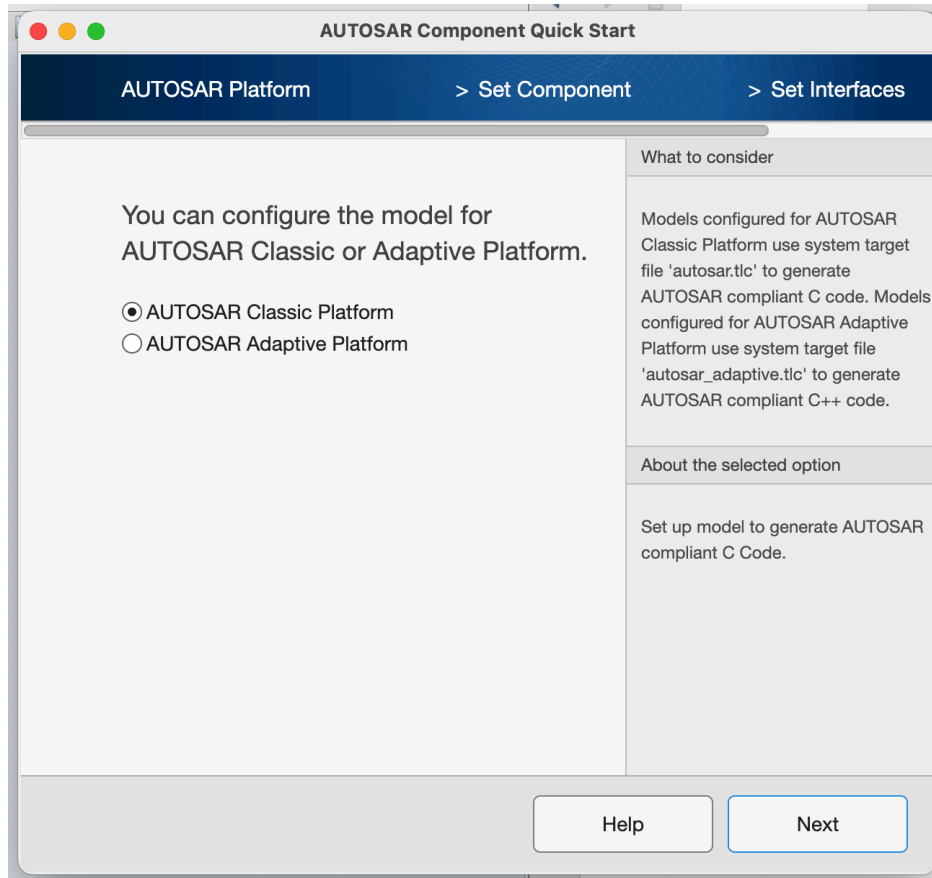 AUTOSAR Component Quick Start
AUTOSAR Platform > Set Component > Set Interfaces
You can configure the model for
AUTOSAR Classic or Adaptive Platform.
AUTOSAR Classic Platform
AUTOSAR Adaptive Platform
What to consider
Models configured for AUTOSAR
Classic Platform use system target
file 'autosar.tlc' to generate
AUTOSAR compliant C code. Models
configured for AUTOSAR Adaptive
Platform use system target file
'autosar_adaptive.tlc' to generate
AUTOSAR compliant C++ code.
About the selected option
Set up model to generate AUTOSAR
compliant C Code.
Help
Next